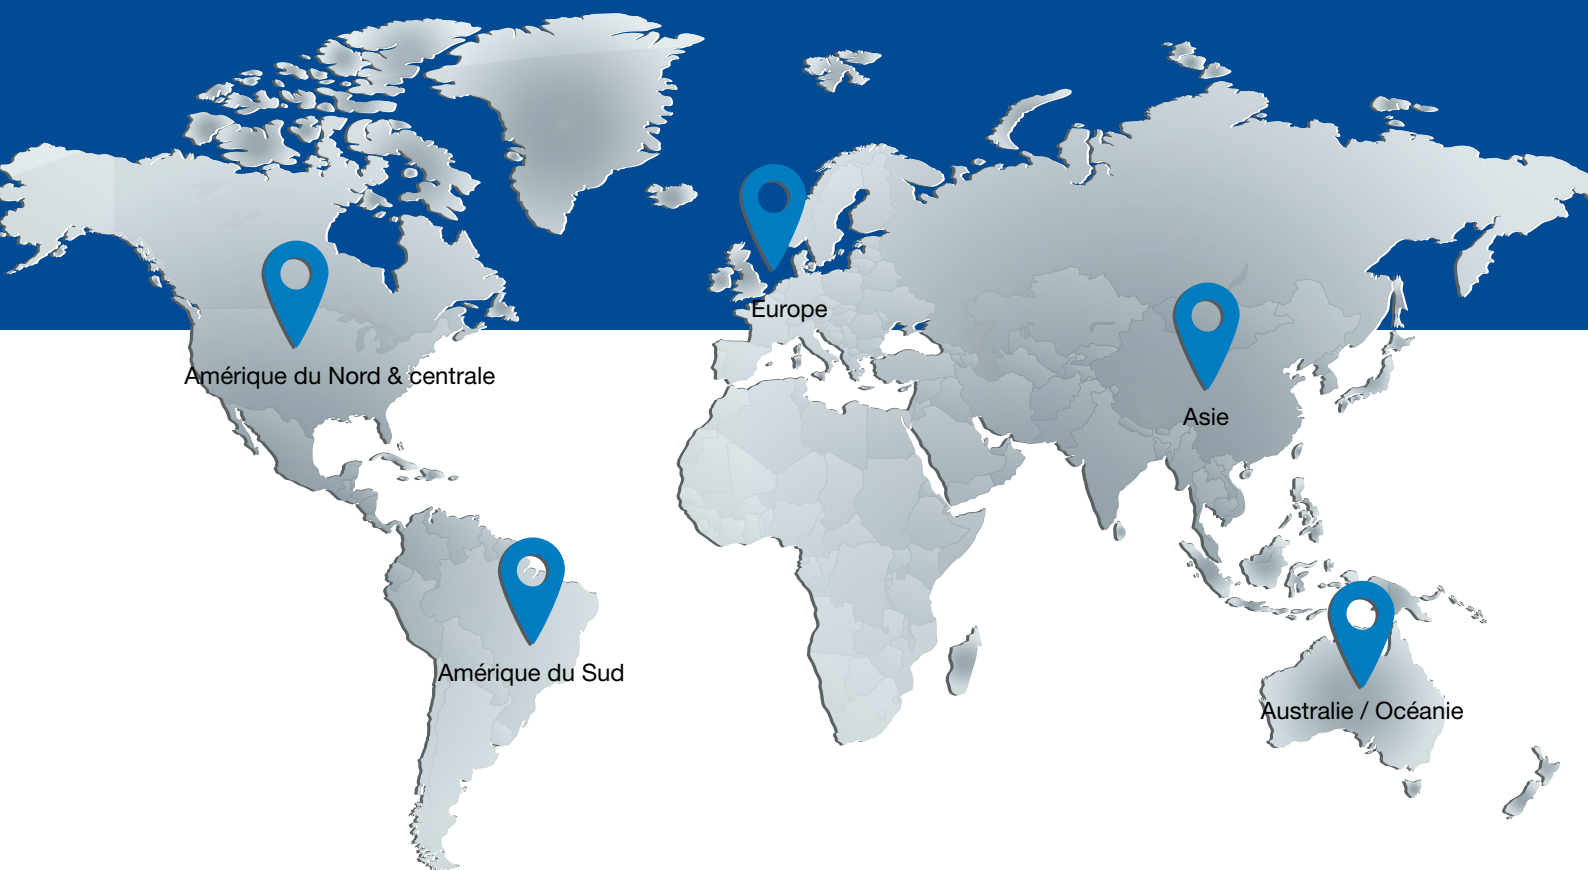 Europe
Amérique du Nord & centrale
Asie
Amérique du Sud
Australie / Océanie